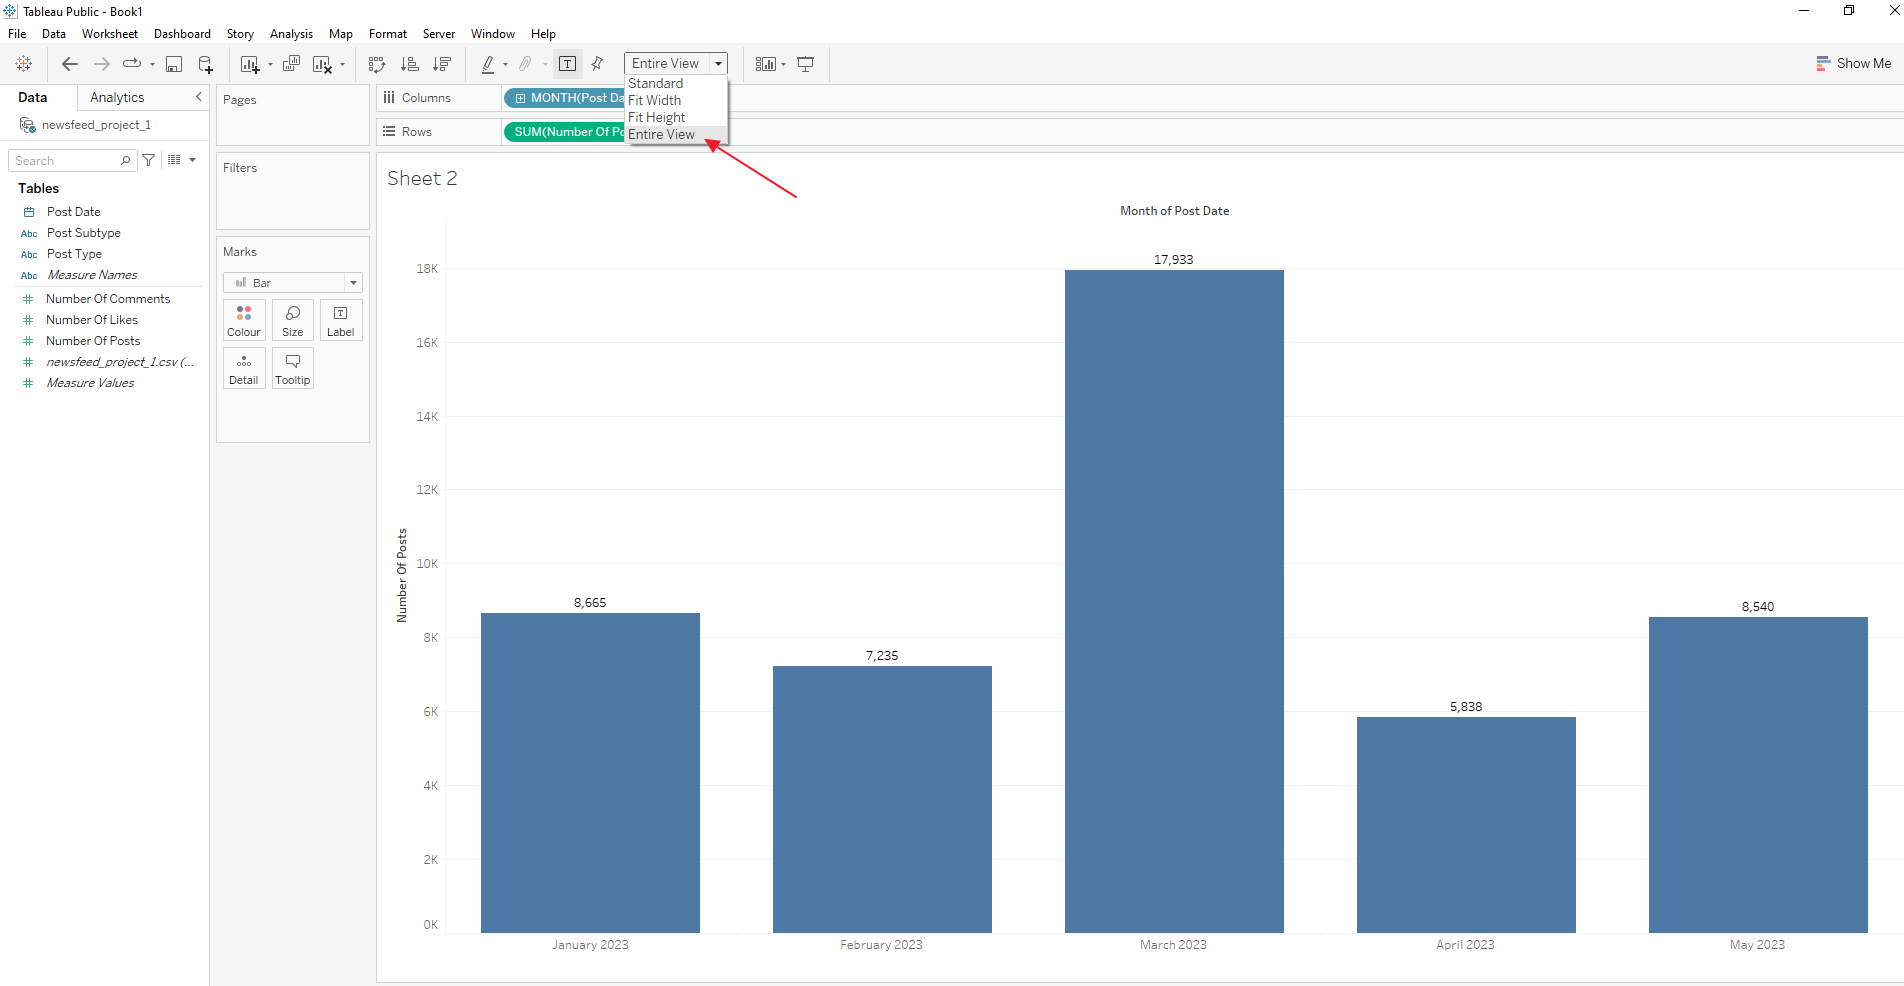 Tableau Public - Book1
File Data Worksheet Dashboard Story Analysis Map Format Server Window Help
Entire View
Show Me
Standard
Fit Width
Fit Height
Entire View
Data Analytics
newsfeed_project_1
Search
Tables
Post Date
Abc Post Subtype
Abc Post Type
Abc Measure Names
# Number Of Comments
# Number Of Likes
# Number Of Posts
# newsfeed_project_1.csv (...
# Measure Values
Pages
Filters
Marks
Bar
Colour Size Label
Detail Tooltip
Columns MONTH(Post Da
Rows SUM(Number Of Po
Sheet 2
Month of Post Date
Number Of Posts
18K
16K
14K
12K
10K
8K
6K
4K
2K
0K
8,665
7,235
17,933
5,838
8,540
January 2023 February 2023 March 2023 April 2023 May 2023